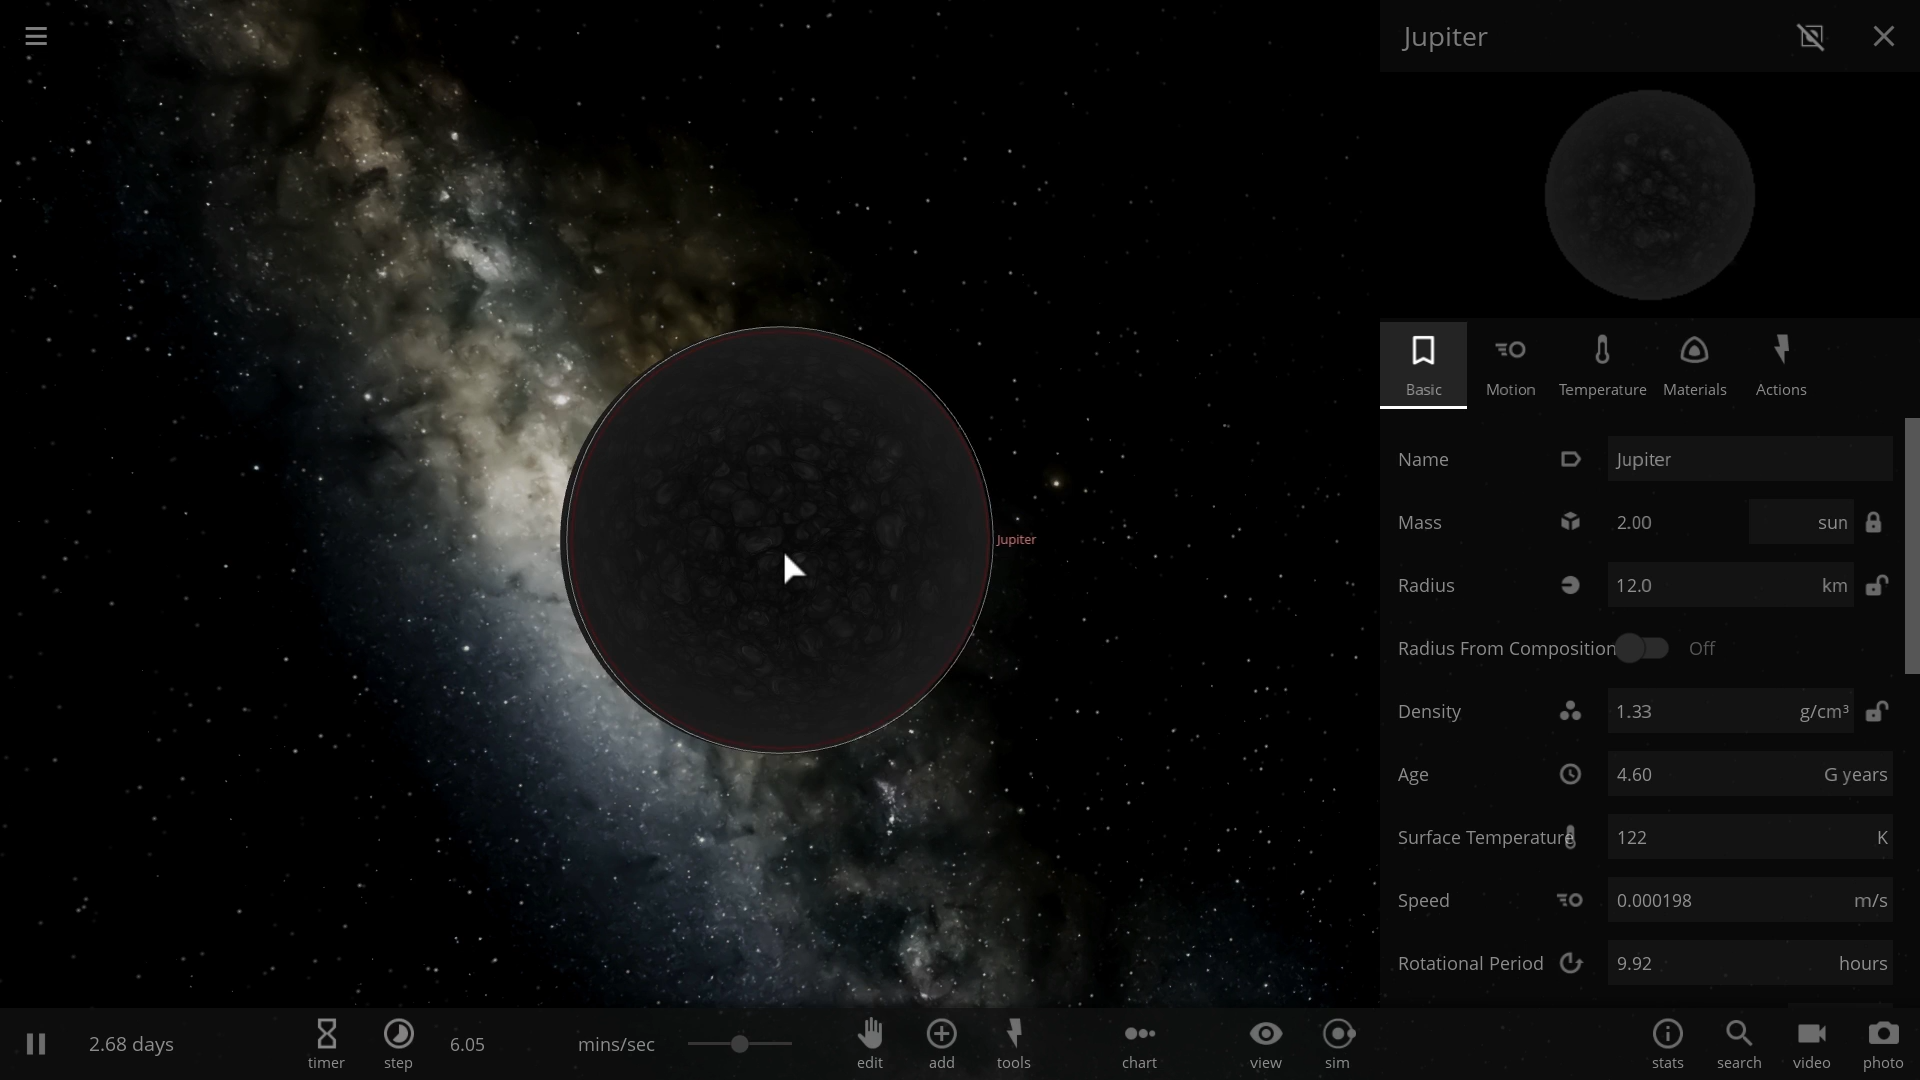 Jupiter
Basic
Motion
Temperature
Materials
Actions
Name Jupiter
Mass 2.00 sun
Radius 12.0 km
Radius From Composition Off
Density 1.33 g/cm³
Age 4.60 G years
Surface Temperature 122 K
Speed 0.000198 m/s
Rotational Period 9.92 hours
Jupiter
2.68 days
timer
step
6.05 mins/sec
edit
add
tools
chart
view
sim
stats
search
video
photo